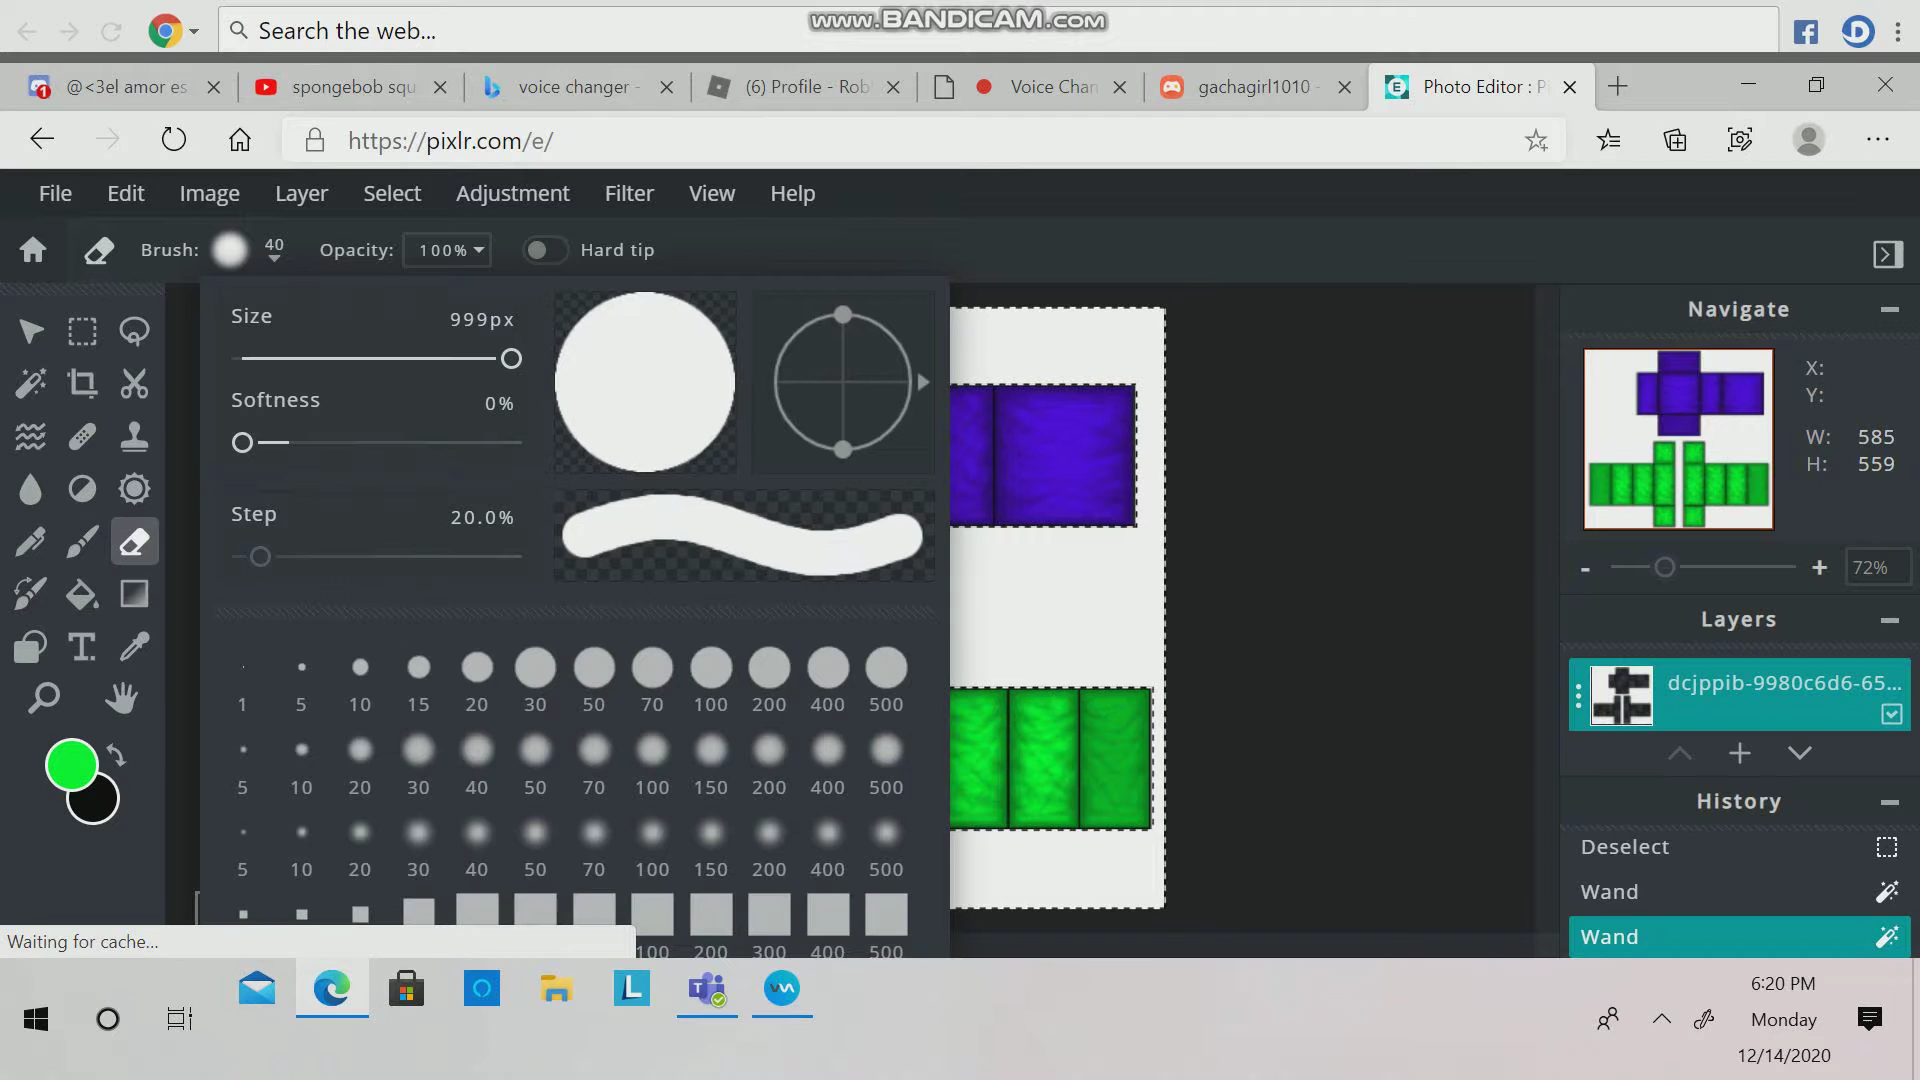 www.BANDICAM.com
Search the web...
@<3el amor es
spongebob squ
voice changer -
(6) Profile - Rob
Voice Chan
gachagirl1010 -
Photo Editor : P
https://pixlr.com/e/
File Edit Image Layer Select Adjustment Filter View Help
Brush: 40 Opacity: 100% Hard tip
Size 999px
Softness 0%
Step 20.0%
1 5 10 15 20 30 50 70 100 200 400 500
5 10 20 30 40 50 70 100 150 200 400 500
5 10 20 30 40 50 70 100 150 200 400 500
100 200 300 400 500
Navigate
X:
Y:
W: 585
H: 559
- + 72%
Layers
dcjppib-9980c6d6-65...
History
Deselect
Wand
Wand
Waiting for cache...
6:20 PM
Monday
12/14/2020